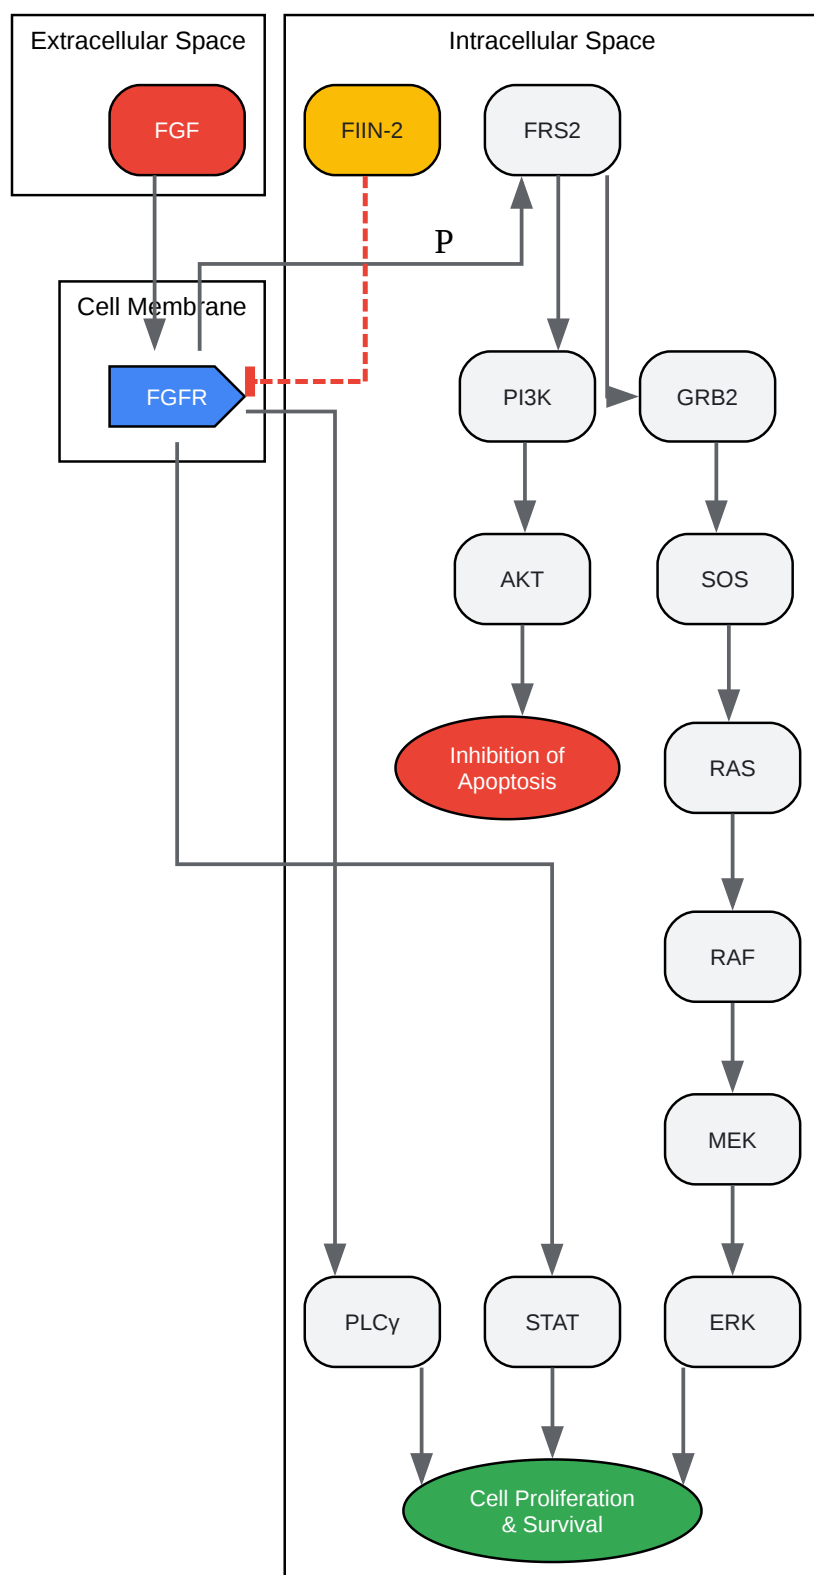 Extracellular Space
Intracellular Space
FGF
FIIN-2
FRS2
P
Cell Membrane
FGFR
PI3K
GRB2
AKT
SOS
Inhibition of
Apoptosis
RAS
RAF
MEK
PLCγ
STAT
ERK
Cell Proliferation
& Survival